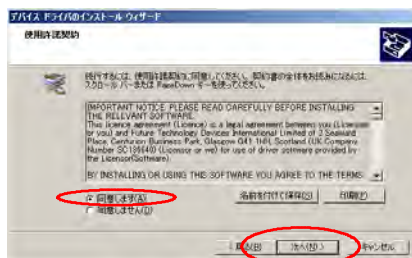 デバイス ドライバのインストール ウィザード
使用許諾契約
続行するには、使用許諾契約に同意してください。契約書の全体をお読みになるには、
スクロール バーまたは PageDown キーを使ってください。
IMPORTANT NOTICE: PLEASE READ CAREFULLY BEFORE INSTALLING
THE RELEVANT SOFTWARE:
This licence agreement (Licence) is a legal agreement between you (Licensee
or you) and Future Technology Devices International Limited of 2 Seaward
Place, Centurion Business Park, Glasgow G41 1HH, Scotland (UK Company
Number SC136640) (Licensor or we) for use of driver software provided by
the Licensor(Software).
BY INSTALLING OR USING THIS SOFTWARE YOU AGREE TO THE TERMS
同意します(A)
名前を付けて保存(S)
印刷(P)
同意しません(D)
(B)
次へ(N) >
キャンセル